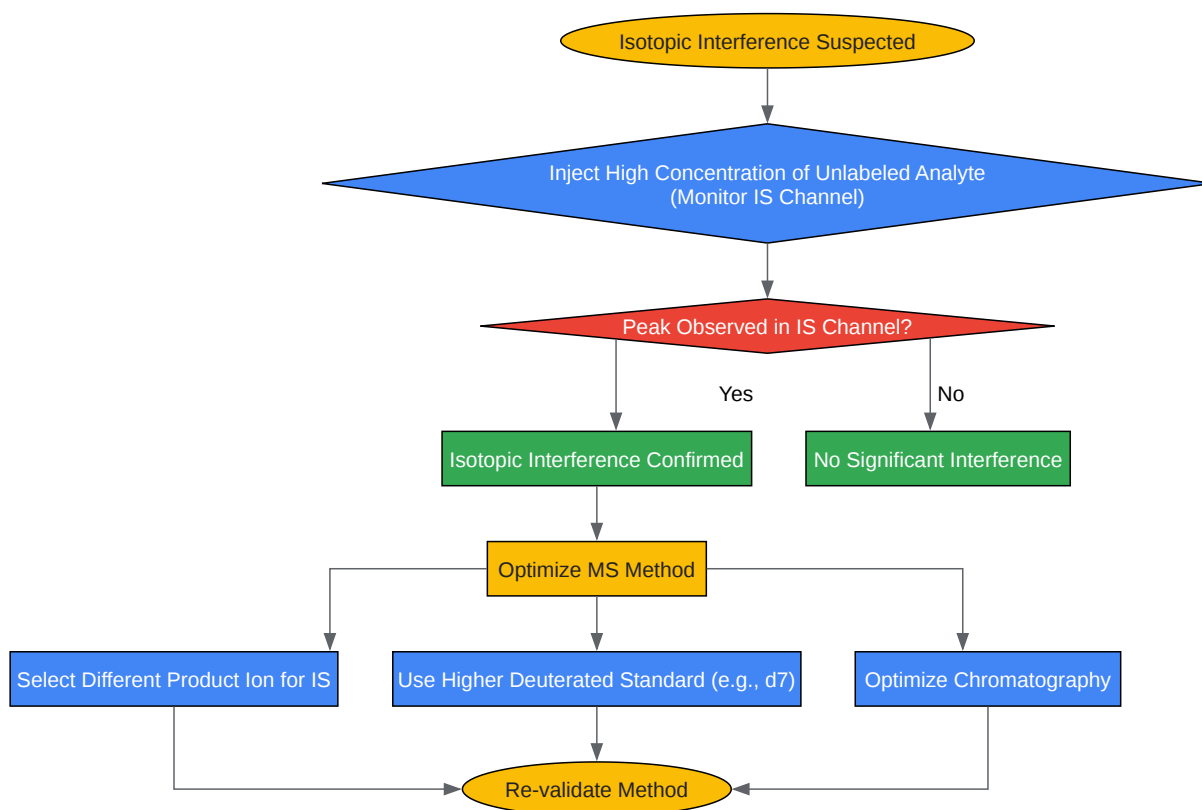 Isotopic Interference Suspected
Inject High Concentration of Unlabeled Analyte
(Monitor IS Channel)
Peak Observed in IS Channel?
Yes
No
Isotopic Interference Confirmed
No Significant Interference
Optimize MS Method
Select Different Product Ion for IS
Use Higher Deuterated Standard (e.g., d7)
Optimize Chromatography
Re-validate Method